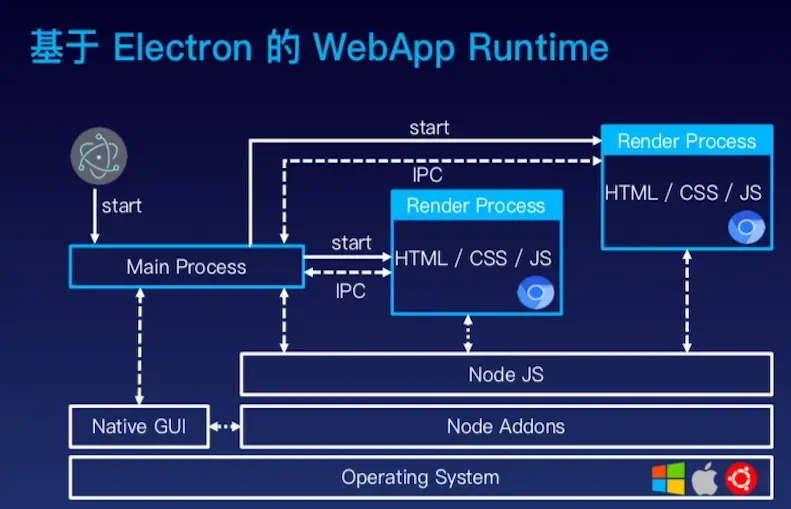 基于 Electron 的 WebApp Runtime
start
Render Process
IPC
HTML / CSS / JS
start
Render Process
start
HTML / CSS / JS
Main Process
IPC
Node JS
Native GUI
Node Addons
Operating System